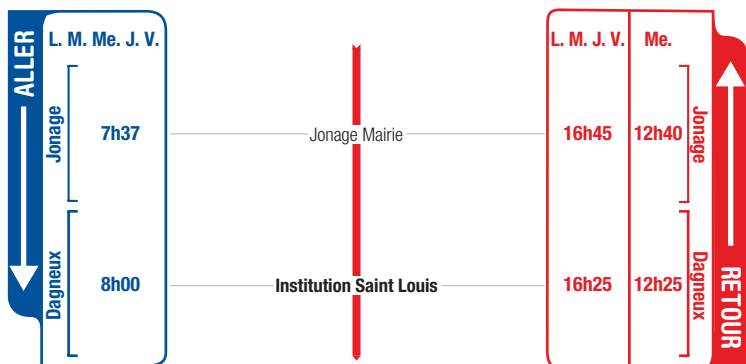 ALLER
L. M. Me. J. V.
L. M. J. V.
Me.
Jonage
7h37
Jonage Mairie
16h45
12h40
Jonage
Dagneux
8h00
Institution Saint Louis
16h25
12h25
Dagneux
RETOUR